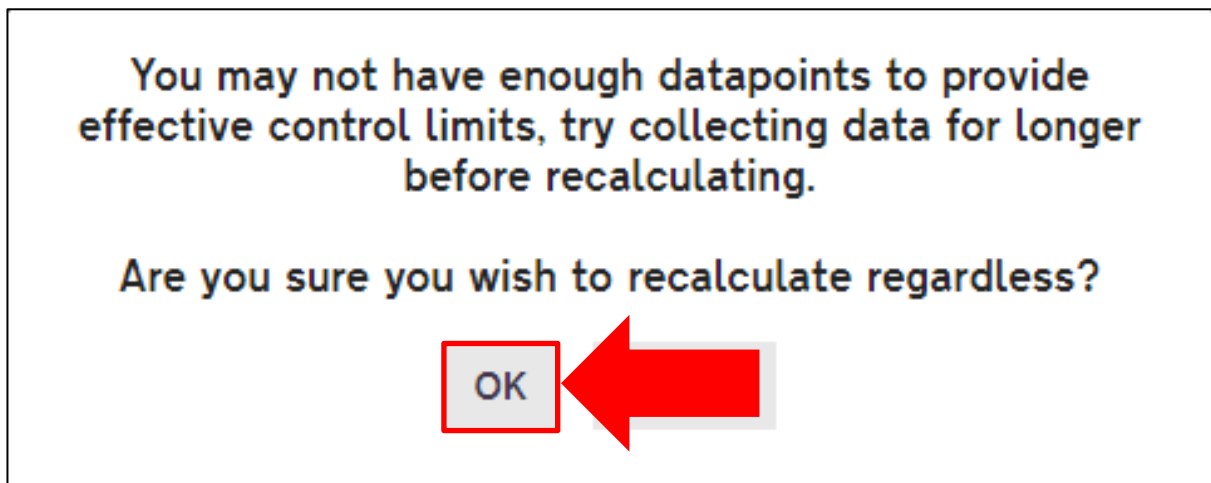 You may not have enough datapoints to provide
effective control limits, try collecting data for longer
before recalculating.
Are you sure you wish to recalculate regardless?
OK